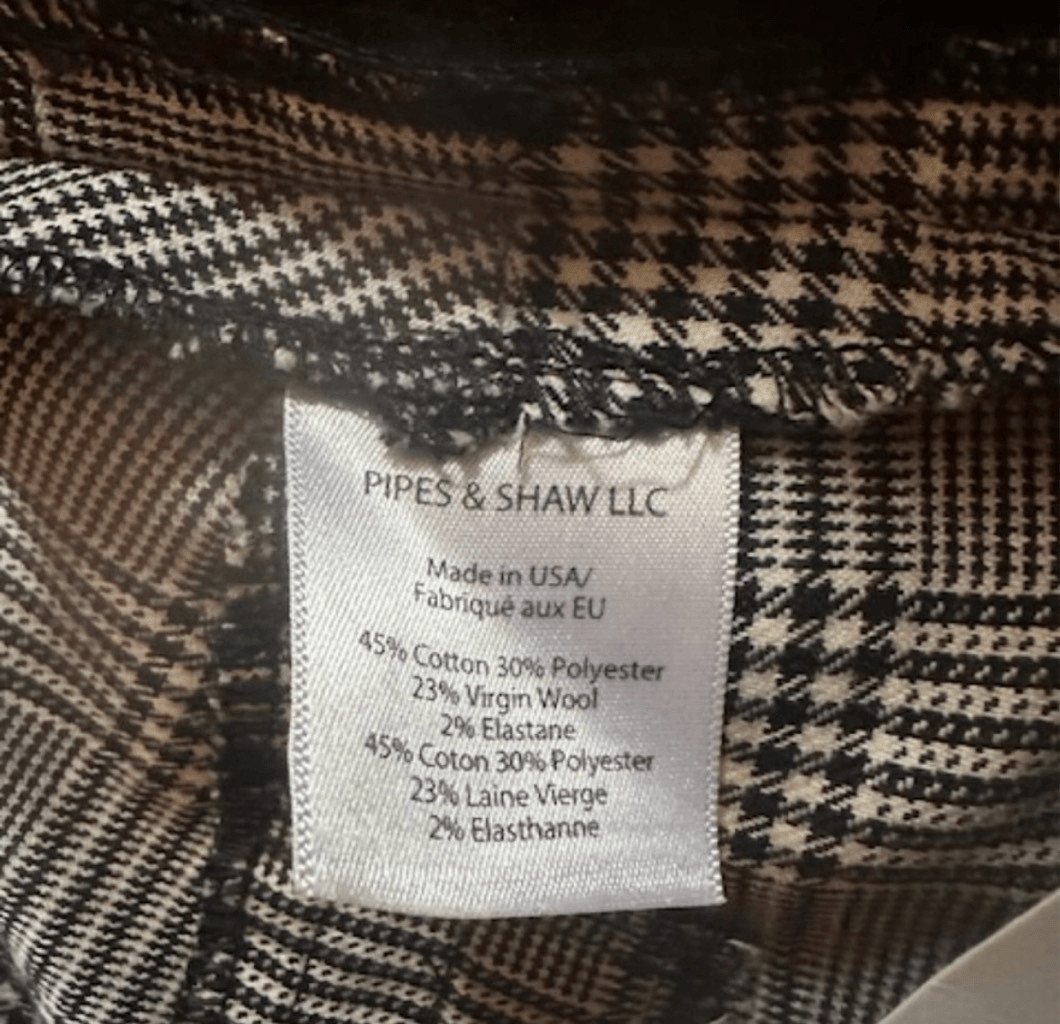 PIPES & SHAW LLC
Made in USA/
Fabriqué aux EU
45% Cotton 30% Polyester
23% Virgin Wool
2% Elastane
45% Coton 30% Polyester
23% Laine Vierge
2% Elasthanne